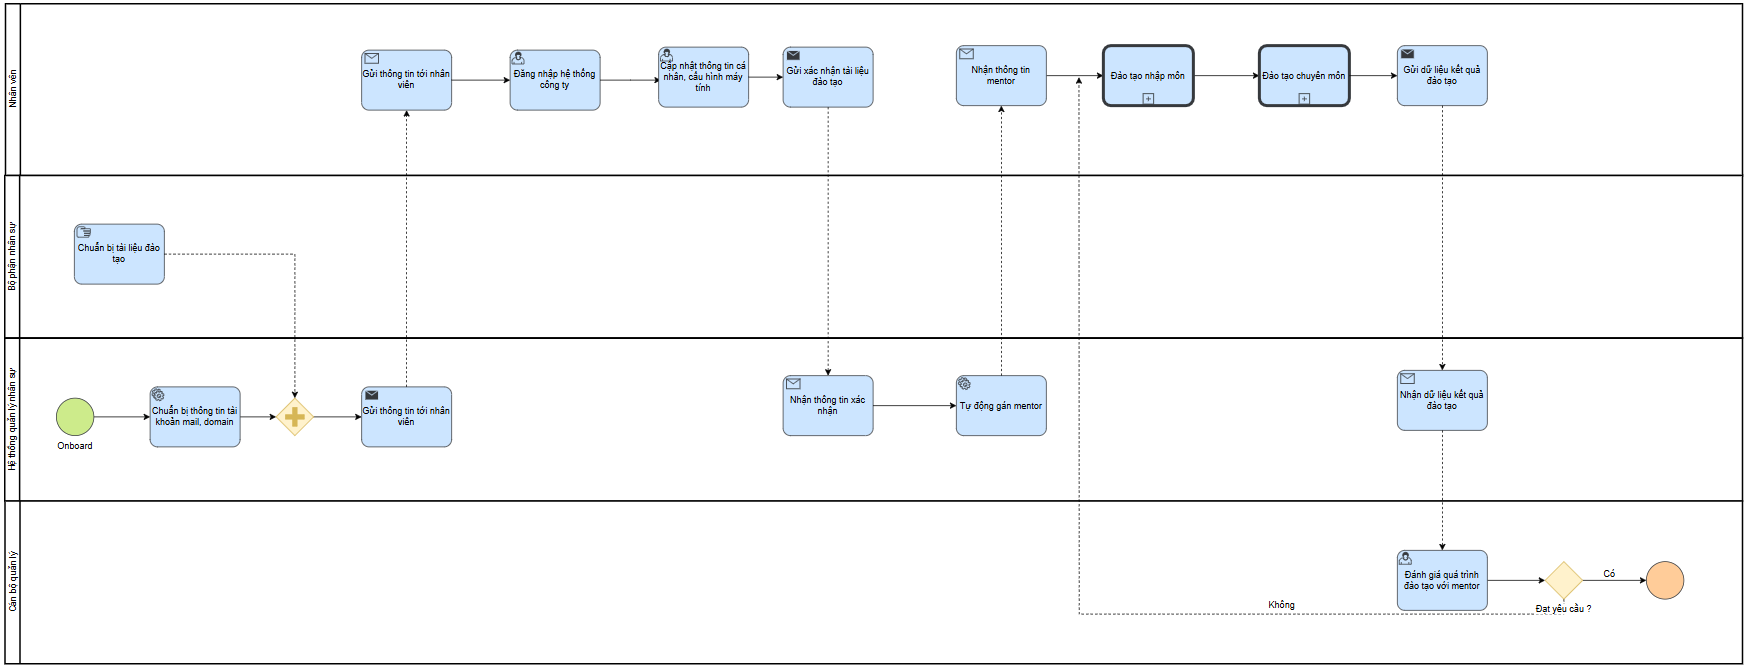 Nhân viên
Gửi thông tin tới nhân
viên
Đăng nhập hệ thống
công ty
Cập nhật thông tin cá
nhân, cấu hình máy
tính
Gửi xác nhận tài liệu
đào tạo
Nhận thông tin
mentor
Đào tạo nhập môn
Đào tạo chuyên môn
Gửi dữ liệu kết quả
đào tạo
Bộ phận nhân sự
Chuẩn bị tài liệu đào
tạo
Hệ thống quản lý nhân sự
Onboard
Chuẩn bị thông tin tài
khoản mail, domain
Gửi thông tin tới nhân
viên
Nhận thông tin xác
nhận
Tự động gán mentor
Nhận dữ liệu kết quả
đào tạo
Cán bộ quản lý
Đánh giá quá trình
đào tạo với mentor
Có
Đạt yêu cầu ?
Không